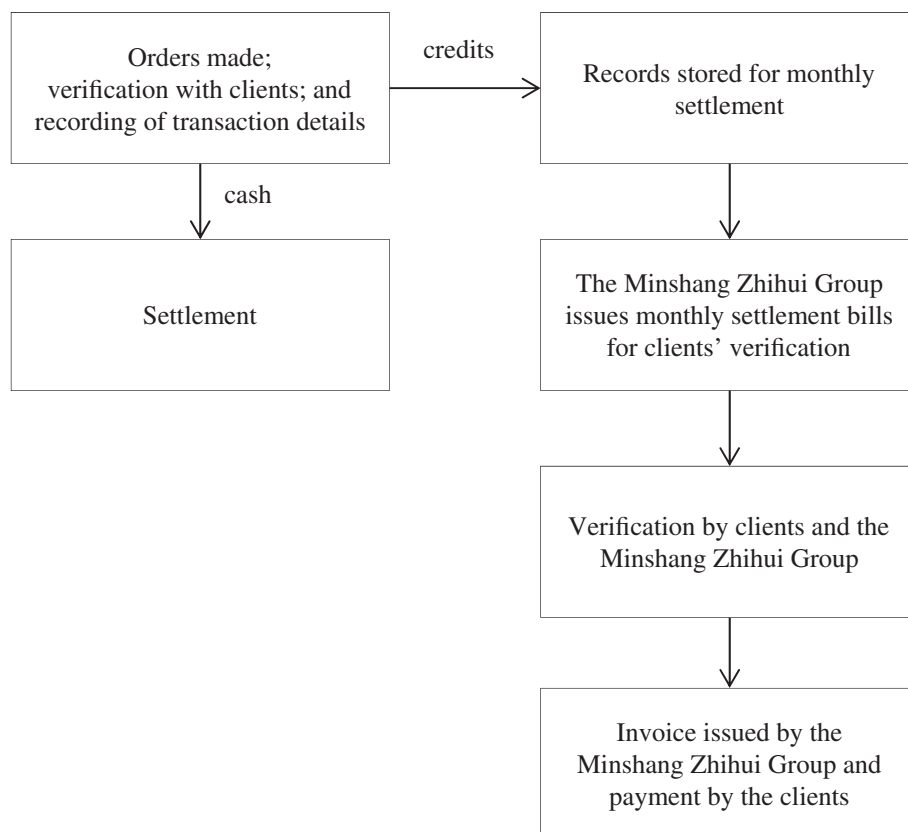 Orders made;
verification with clients; and
recording of transaction details
credits
Records stored for monthly
settlement
cash
Settlement
The Minshang Zhihui Group
issues monthly settlement bills
for clients’ verification
Verification by clients and the
Minshang Zhihui Group
Invoice issued by the
Minshang Zhihui Group and
payment by the clients